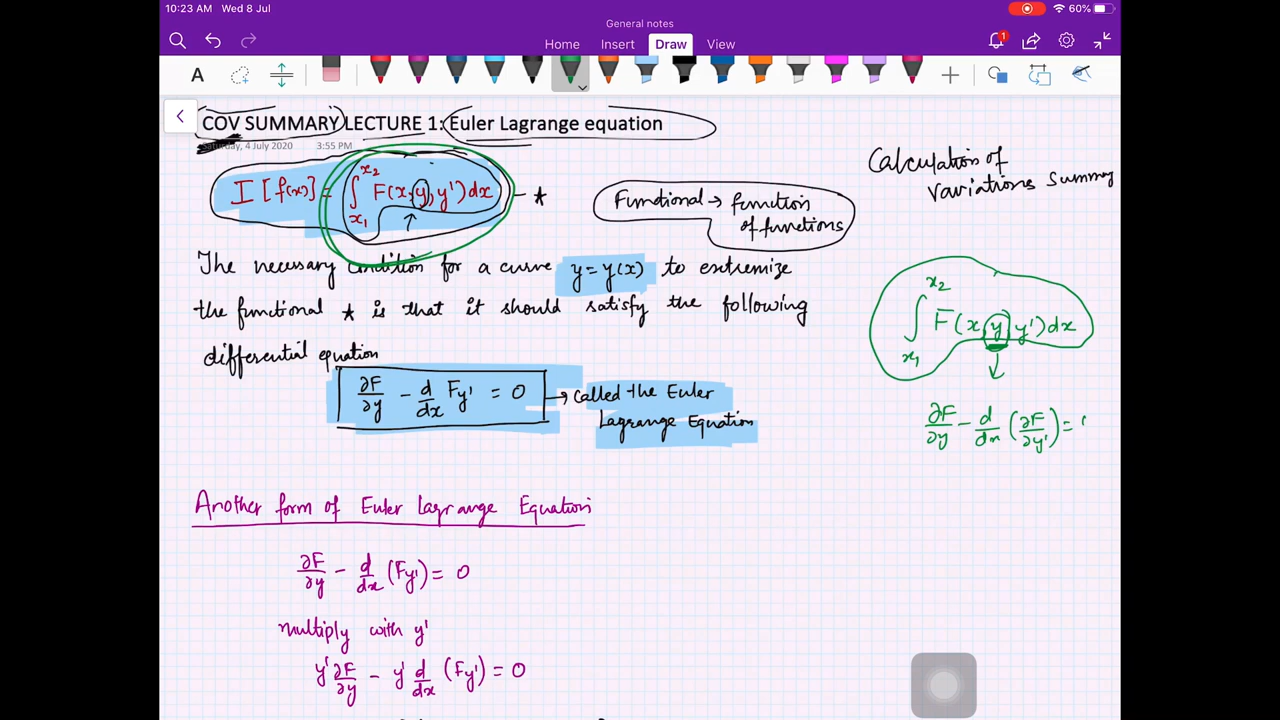 10:23 AM Wed 8 Jul
60%
General notes
Home Insert Draw View
1
A
COV SUMMARY LECTURE 1: Euler Lagrange equation
Saturday, 4 July 2020 3:55 PM
I [f(x)] = ∫_{x₁}^{x₂} F(x, y, y') dx — ★
Functional → function
of functions
Calculation of
variations summary
The necessary condition for a curve y = y(x) to extremize
the functional ★ is that it should satisfy the following
differential equation
∂F/∂y - d/dx Fy' = 0 → called the Euler
Lagrange Equation
∫_{x₁}^{x₂} F(x, y, y') dx
∂F/∂y - d/dx (∂F/∂y') =
Another form of Euler Lagrange Equation
∂F/∂y - d/dx (Fy') = 0
multiply with y'
y' ∂F/∂y - y' d/dx (Fy') = 0